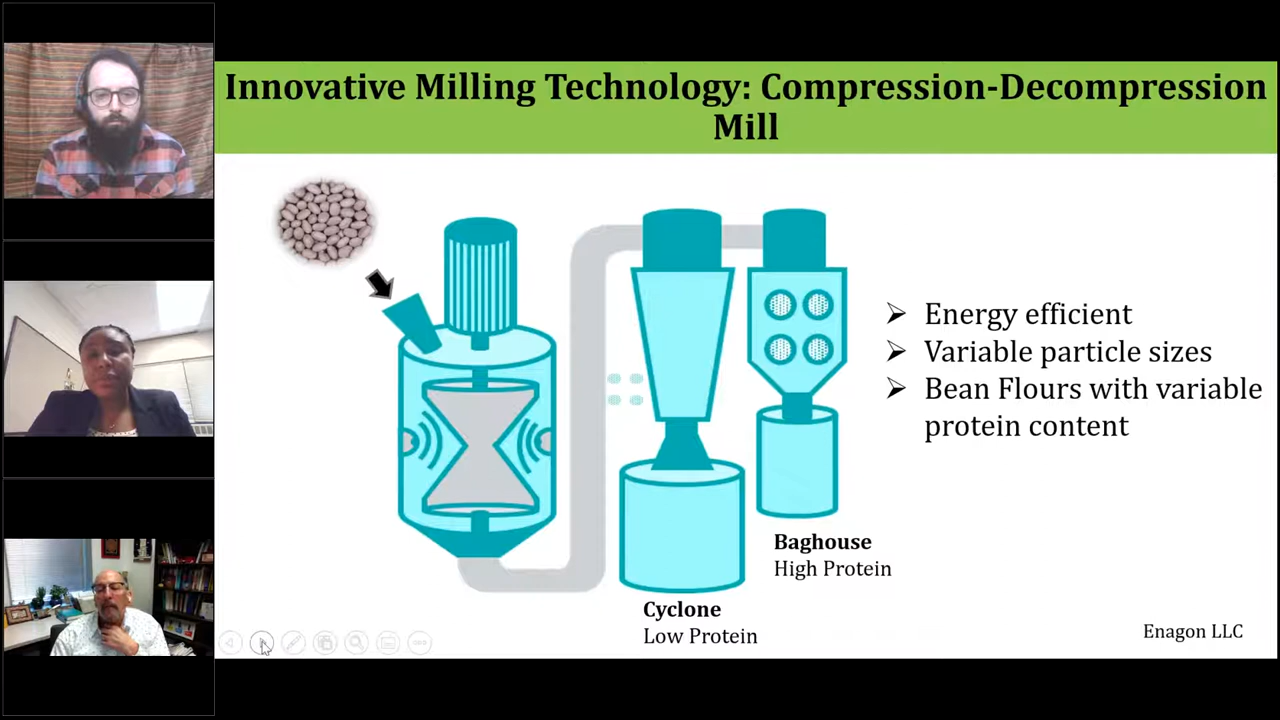 Innovative Milling Technology: Compression-Decompression
Mill
➢ Energy efficient
➢ Variable particle sizes
➢ Bean Flours with variable
protein content
Baghouse
High Protein
Cyclone
Low Protein
Enagon LLC